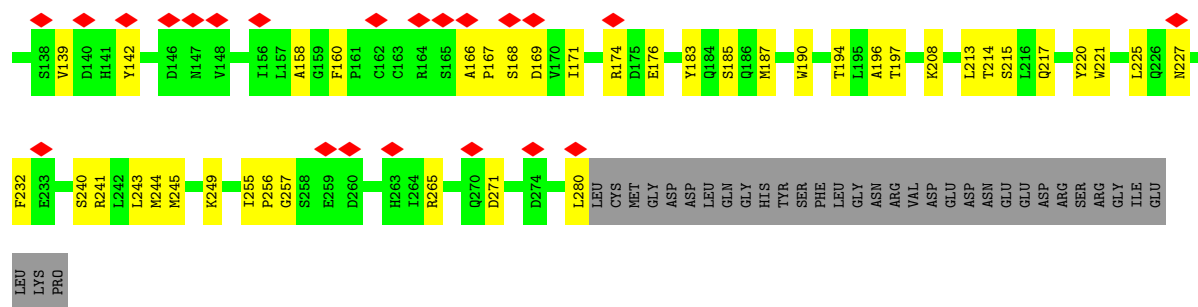 S138 V139 D140 H141 Y142 D146 N147 V148 I156 L157 A158 G159 F160 P161 C162 C163 R164 S165 A166 P167 S168 D169 V170 I171 R174 D175 E176 Y183 Q184 S185 Q186 M187 W190 T194 L195 A196 T197 K208 L213 T214 S215 L216 Q217 Y220 W221 L225 Q226 N227
F232 E233 S240 R241 L242 L243 M244 M245 K249 I255 P256 G257 S258 E259 D260 H263 I264 R265 Q270 D271 D274 L280 LEU CYS MET GLY ASP ASP LEU GLN GLY HIS TYR SER PHE LEU GLY ASN ARG VAL ASP GLU ASP ASN GLU GLU ASP ARG SER ARG GLY ILE GLU
LEU LYS PRO